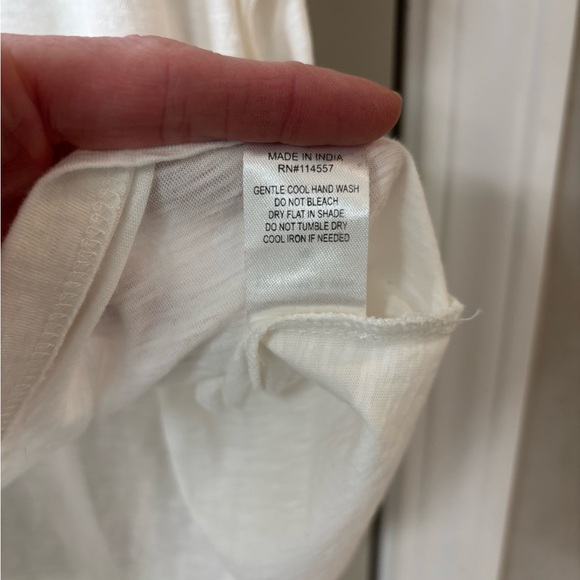 MADE IN INDIA
RN#114557
GENTLE COOL HAND WASH
DO NOT BLEACH
DRY FLAT IN SHADE
DO NOT TUMBLE DRY
COOL IRON IF NEEDED